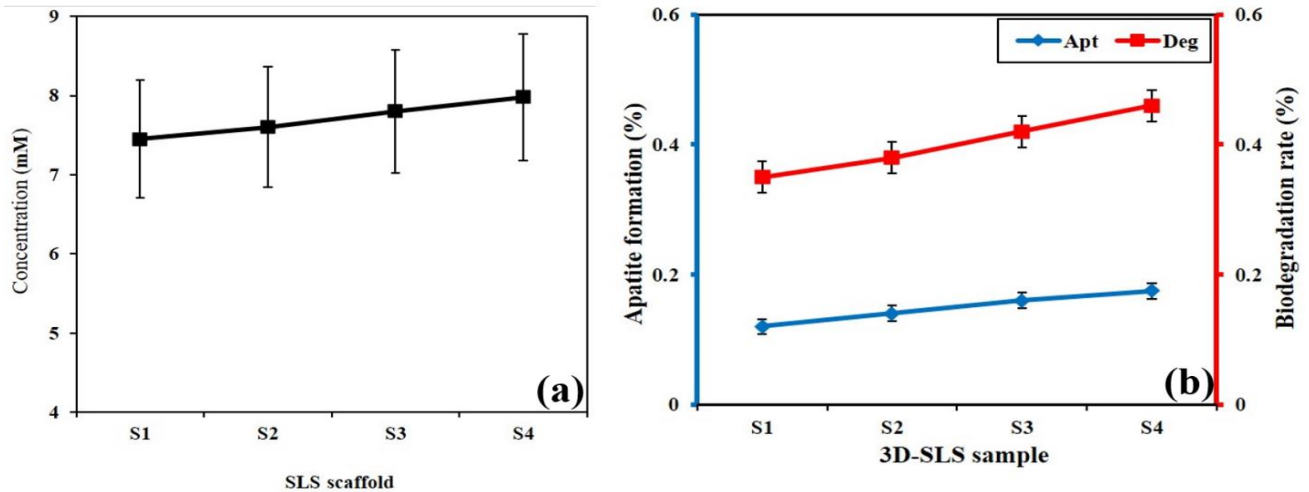 9
8
7
6
5
4
Concentration (mM)
S1 S2 S3 S4
SLS scaffold
(a)
(b)
0.6
0.4
0.2
0
Apatite formation (%)
Apt Deg
0.6
0.4
0.2
0
Biodegradation rate (%)
S1 S2 S3 S4
3D-SLS sample
(b)